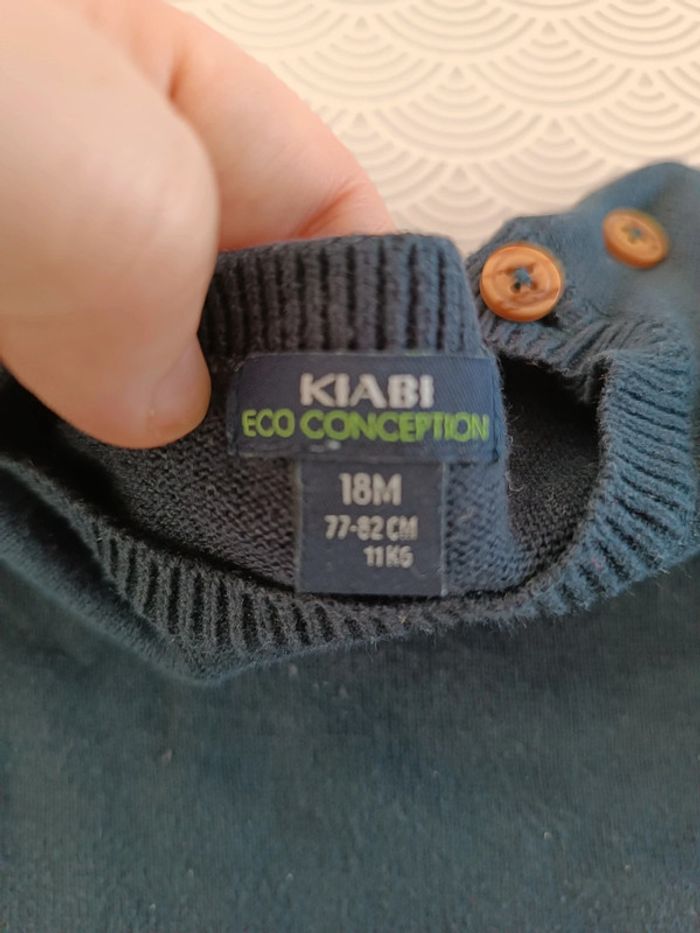 KIABI
ECO CONCEPTION
18M
77-82 CM
11KG